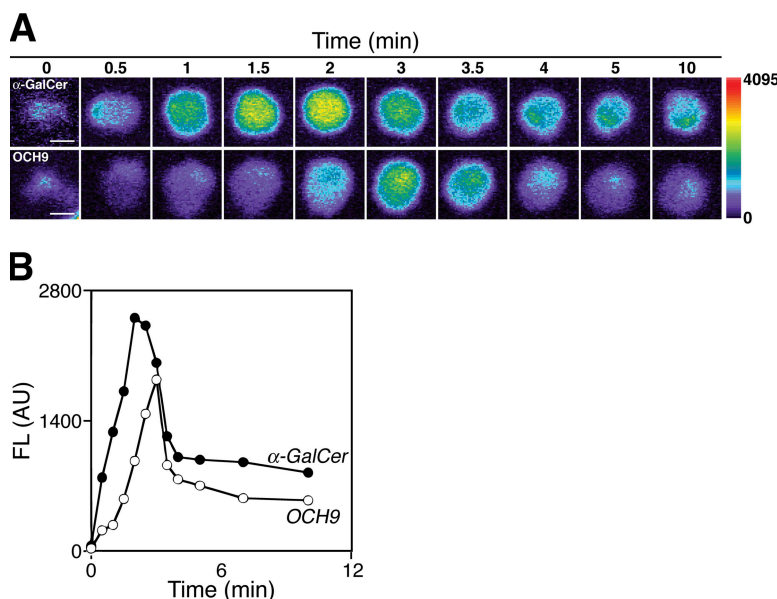 A
Time (min)
0 0.5 1 1.5 2 3 3.5 4 5 10
α-GalCer
4095
OCH9
0
B
2800
1400
0
FL (AU)
α-GalCer
OCH9
0 6 12
Time (min)